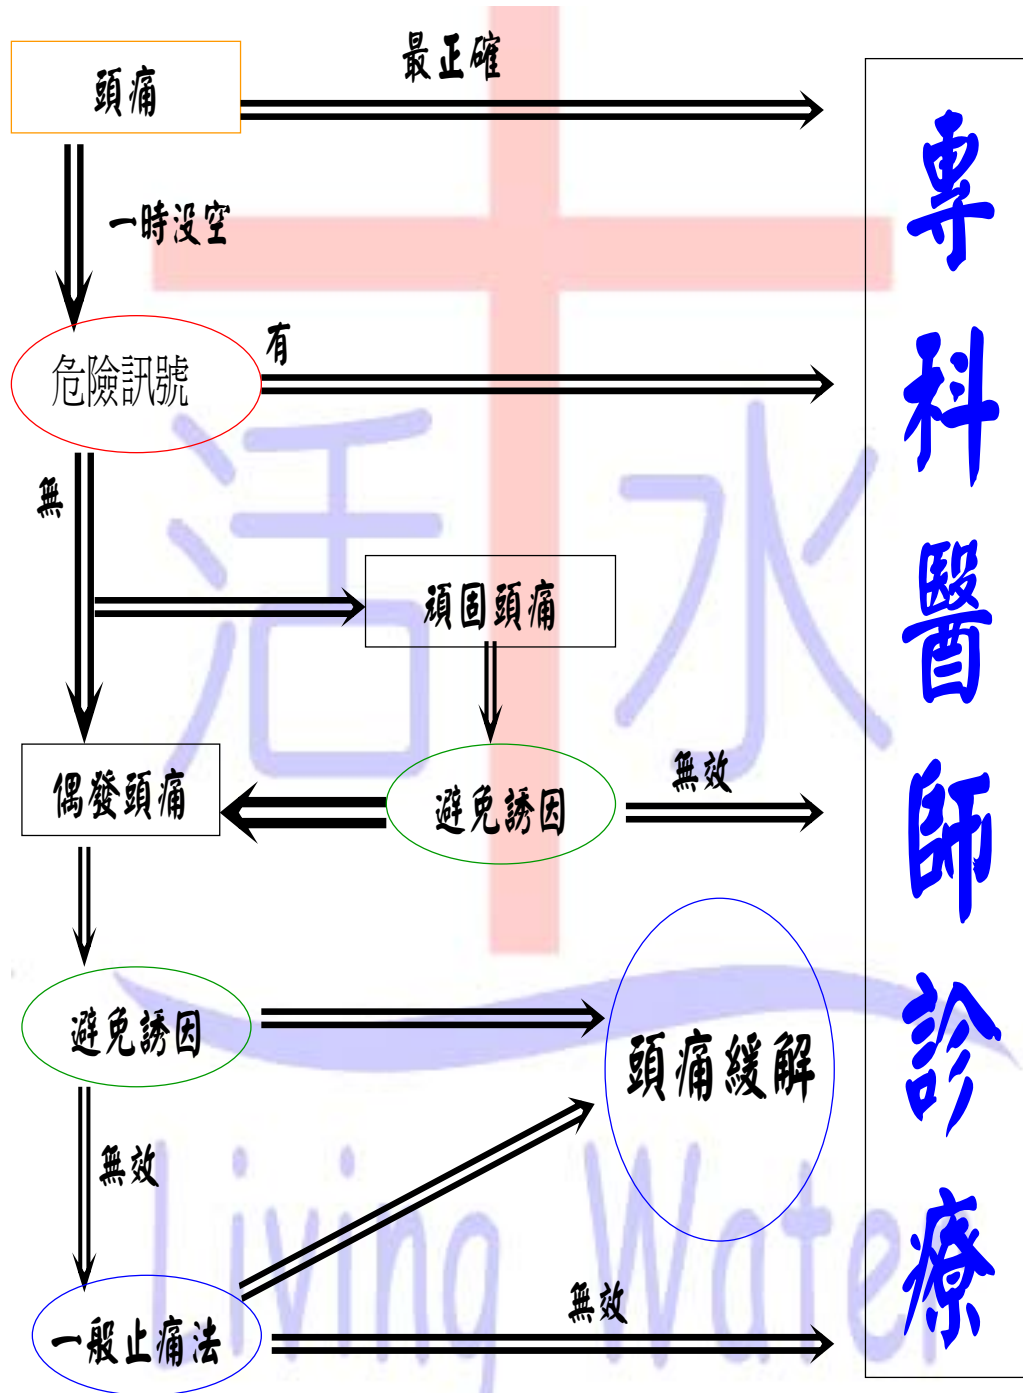 最正確
頭痛
一時没空
有
危險訊號
無
頑固頭痛
無效
偶發頭痛
避免誘因
避免誘因
頭痛緩解
無效
無效
一般止痛法
專科醫師診療
活水
Living Water